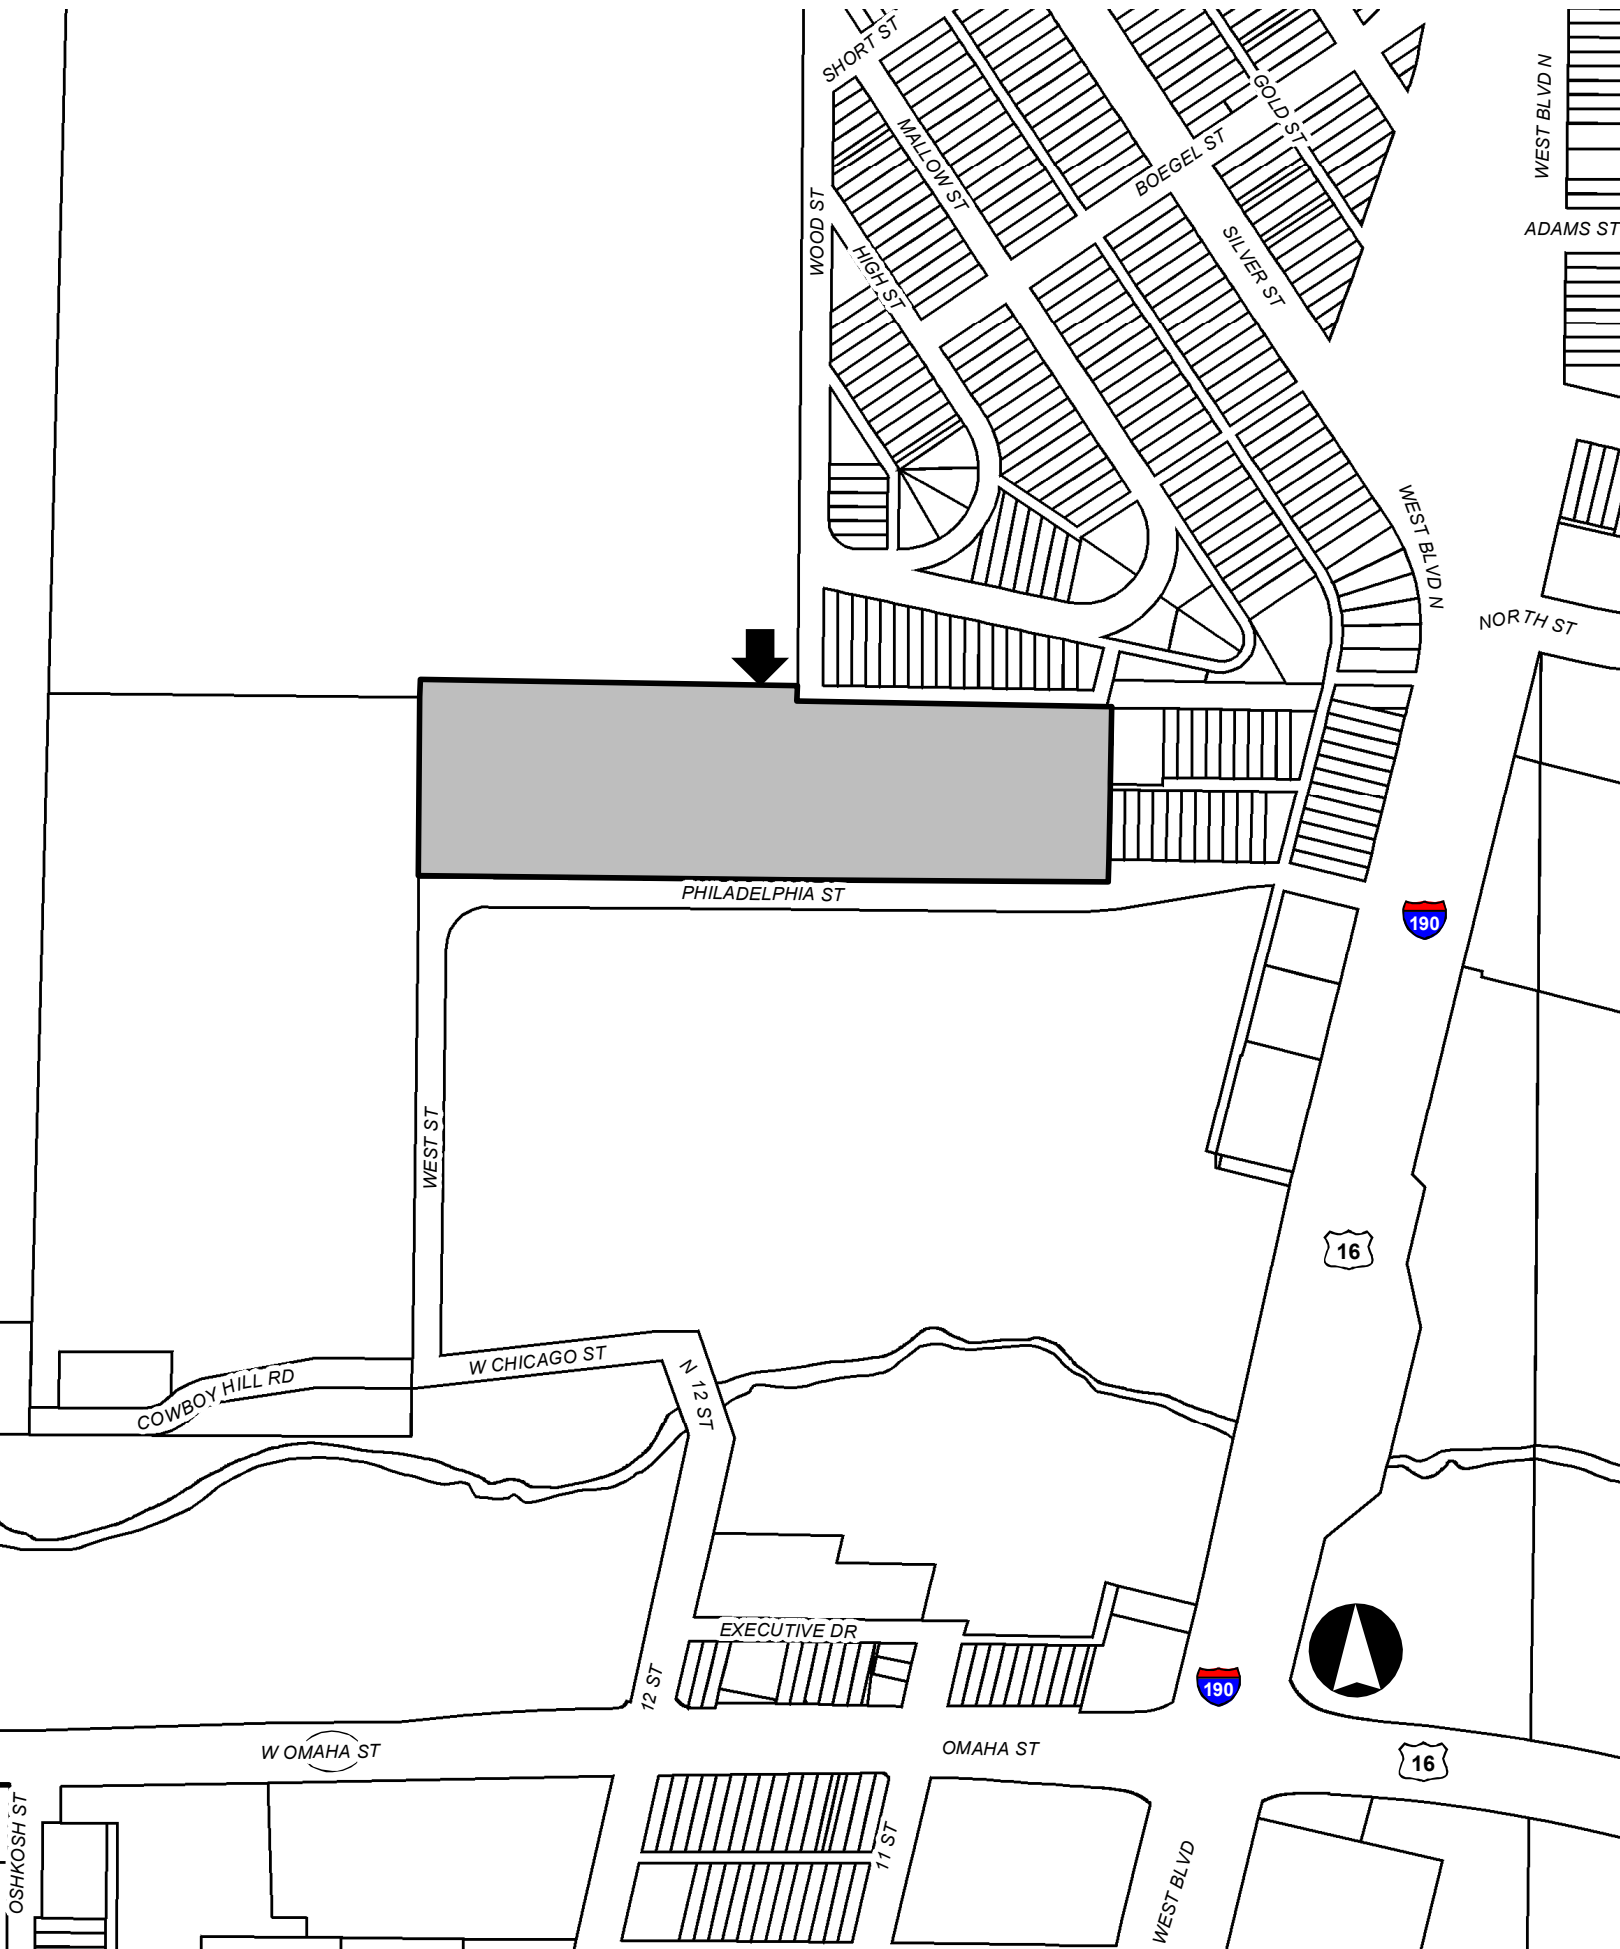 SHORT ST
WEST BLVD N
GOLD ST
MALLOW ST
BOEGEL ST
ADAMS ST
WOOD ST
HIGH ST
SILVER ST
WEST BLVD N
NORTH ST
PHILADELPHIA ST
190
WEST ST
16
W CHICAGO ST
N 12 ST
COWBOY HILL RD
EXECUTIVE DR
12 ST
190
W OMAHA ST
OMAHA ST
16
OSHKOSH ST
11 ST
WEST BLVD